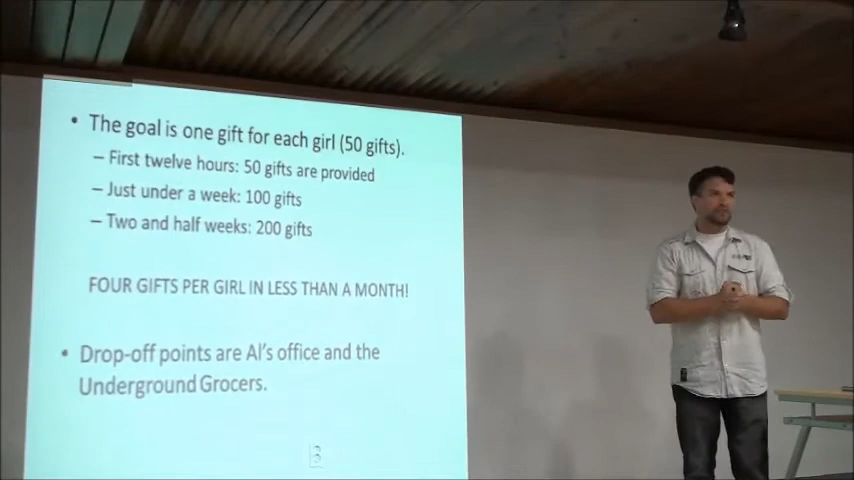 • The goal is one gift for each girl (50 gifts).
– First twelve hours: 50 gifts are provided
– Just under a week: 100 gifts
– Two and half weeks: 200 gifts
FOUR GIFTS PER GIRL IN LESS THAN A MONTH!
• Drop-off points are Al's office and the
Underground Grocers.